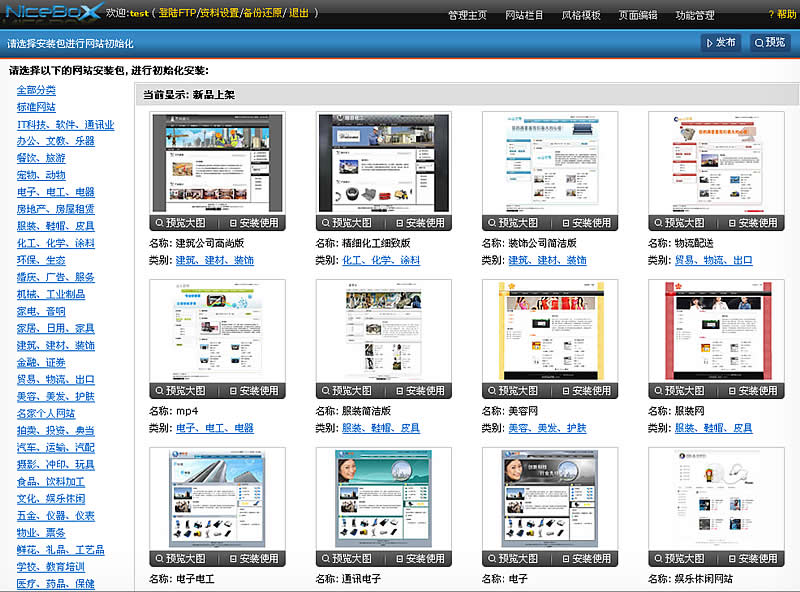 NiceBoX 欢迎:test ( 登陆FTP/资料设置/备份还原/ 退出 ) 管理主页 网站栏目 风格模板 页面编辑 功能管理 ? 帮助
请选择安装包进行网站初始化 发布 预览
请选择以下的网站安装包, 进行初始化安装:
全部分类
标准网站
IT科技、软件、通讯业
办公、文教、乐器
餐饮、旅游
宠物、动物
电子、电工、电器
房地产、房屋租赁
服装、鞋帽、皮具
化工、化学、涂料
环保、生态
婚庆、广告、服务
机械、工业制品
家电、音响
家居、日用、家具
建筑、建材、装饰
金融、证券
贸易、物流、出口
美容、美发、护肤
名家个人网站
拍卖、投资、典当
汽车、运输、汽配
摄影、冲印、玩具
食品、饮料加工
文化、娱乐休闲
五金、仪器、仪表
物业、票务
鲜花、礼品、工艺品
学校、教育培训
医疗、药品、保健
当前显示: 新品上架
预览大图 安装使用 预览大图 安装使用 预览大图 安装使用 预览大图 安装使用
名称: 建筑公司高尚版 名称: 精细化工细致版 名称: 装饰公司简洁版 名称: 物流配送
类别: 建筑、建材、装饰 类别: 化工、化学、涂料 类别: 建筑、建材、装饰 类别: 贸易、物流、出口
预览大图 安装使用 预览大图 安装使用 预览大图 安装使用 预览大图 安装使用
名称: mp4 名称: 服装简洁版 名称: 美容网 名称: 服装网
类别: 电子、电工、电器 类别: 服装、鞋帽、皮具 类别: 美容、美发、护肤 类别: 服装、鞋帽、皮具
预览大图 安装使用 预览大图 安装使用 预览大图 安装使用 预览大图 安装使用
名称: 电子电工 名称: 通讯电子 名称: 电子 名称: 娱乐休闲网站